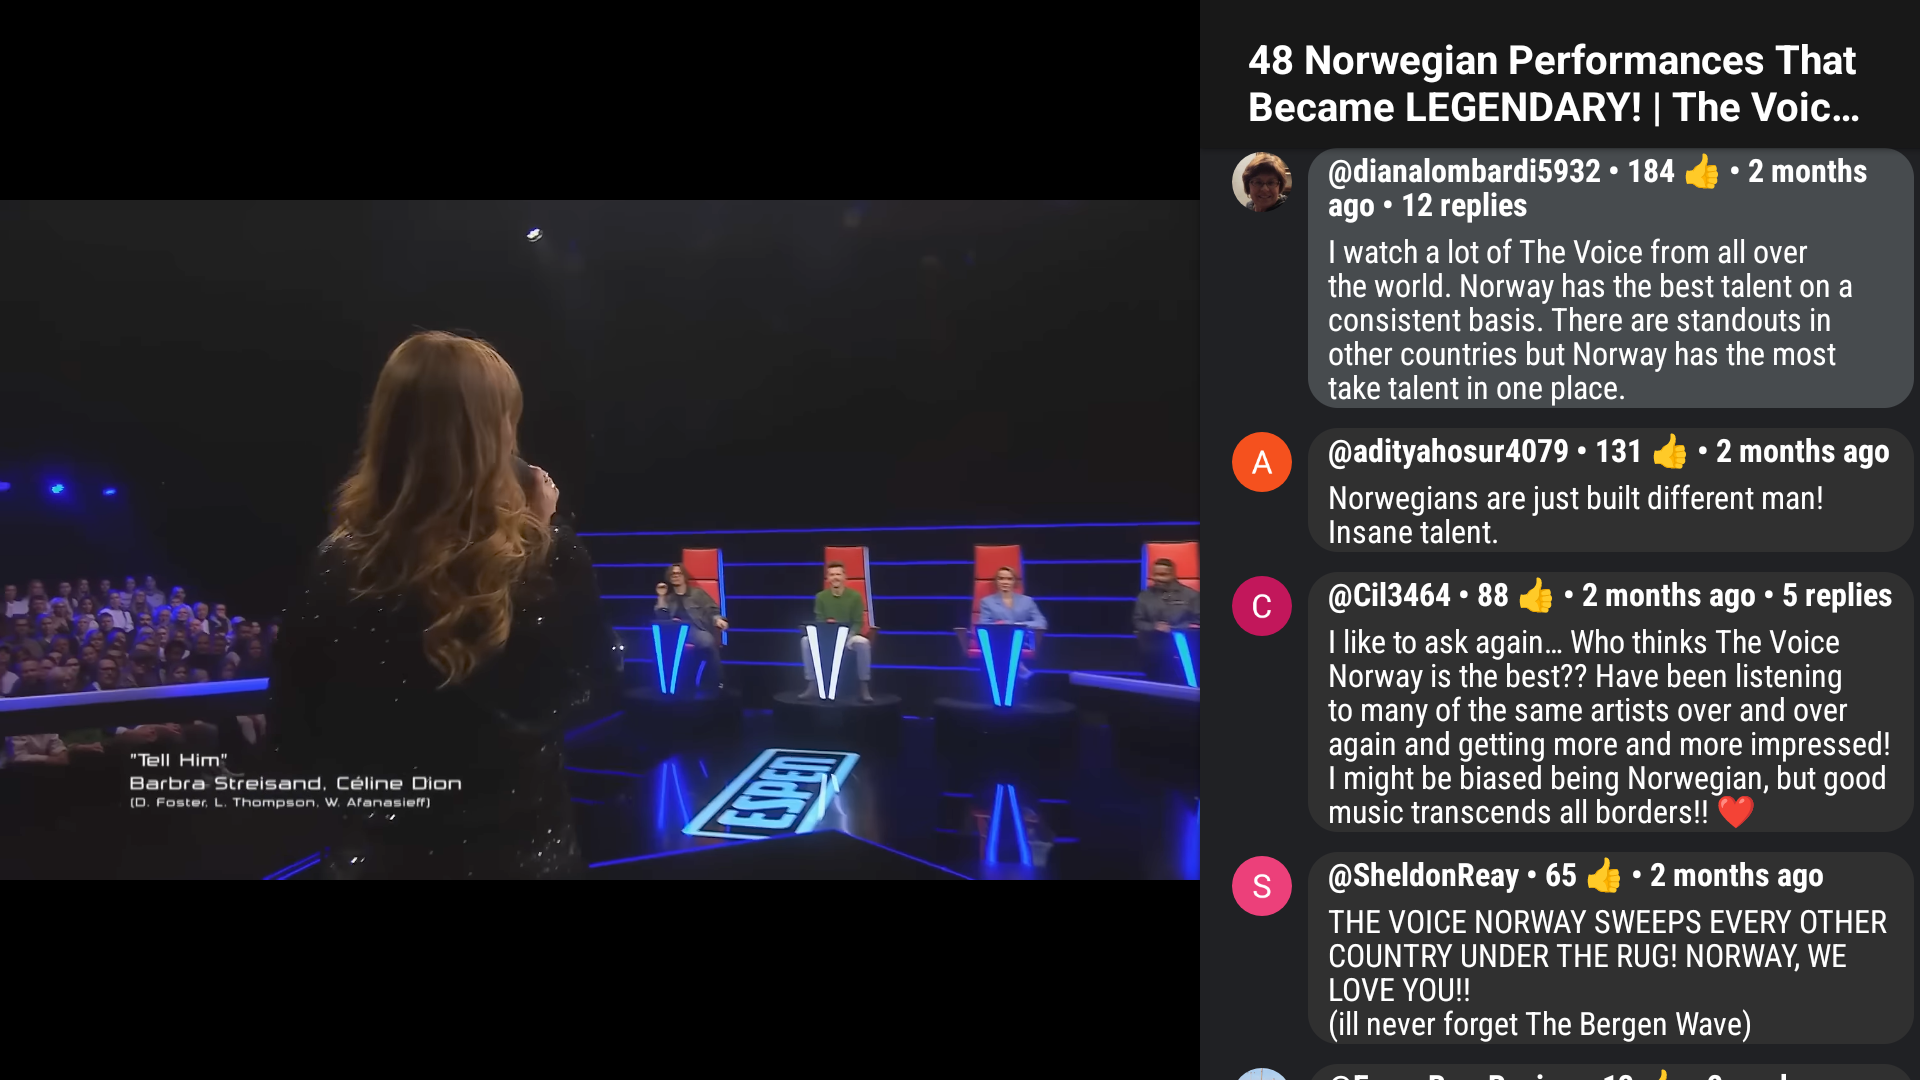 48 Norwegian Performances That
Became LEGENDARY! | The Voic...
@dianalombardi5932 • 184 👍 • 2 months
ago • 12 replies
I watch a lot of The Voice from all over
the world. Norway has the best talent on a
consistent basis. There are standouts in
other countries but Norway has the most
take talent in one place.
A
@adityahosur4079 • 131 👍 • 2 months ago
Norwegians are just built different man!
Insane talent.
C
@Cil3464 • 88 👍 • 2 months ago • 5 replies
I like to ask again... Who thinks The Voice
Norway is the best?? Have been listening
to many of the same artists over and over
again and getting more and more impressed!
I might be biased being Norwegian, but good
music transcends all borders!! ❤️
S
@SheldonReay • 65 👍 • 2 months ago
THE VOICE NORWAY SWEEPS EVERY OTHER
COUNTRY UNDER THE RUG! NORWAY, WE
LOVE YOU!!
(ill never forget The Bergen Wave)
"Tell Him"
Barbra Streisand, Céline Dion
(D. Foster, L. Thompson, W. Afanasieff)
ESPEN